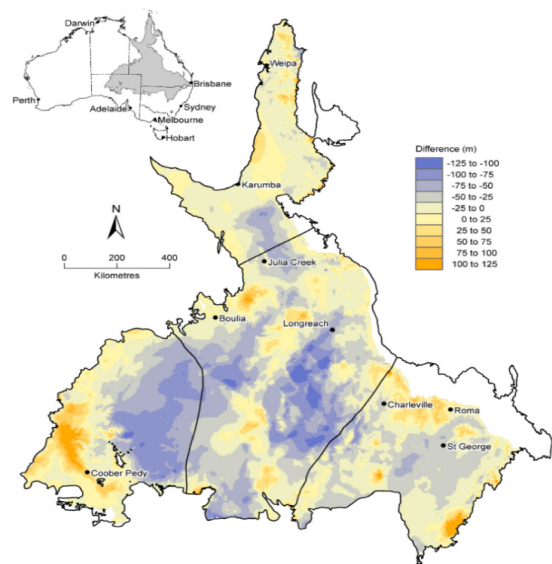 Darwin
Brisbane
Perth
Adelaide
Sydney
Melbourne
Hobart
Weipa
Difference (m)
-125 to -100
-100 to -75
-75 to -50
-50 to -25
-25 to 0
0 to 25
25 to 50
50 to 75
75 to 100
100 to 125
Karumba
N
0 200 400
Kilometres
Julia Creek
Boulia
Longreach
Charleville
Roma
St George
Coober Pedy